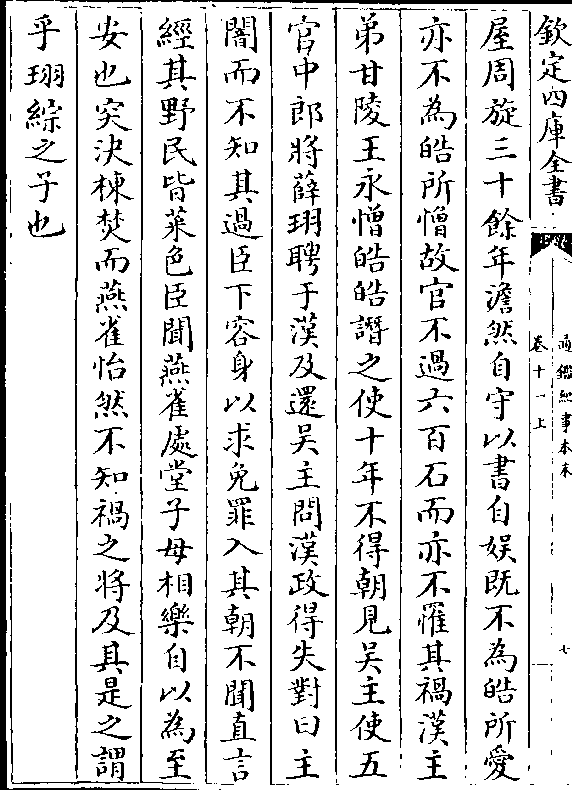 欽定四庫全書
通鑑紀事本末
卷十一上
七
屋周旋三十餘年澹然自守以書自娱既不為皓所愛
亦不為皓所憎故官不過六百石而亦不罹其禍漢主
弟甘陵王永憎皓皓譖之使十年不得朝見吴主使五
官中郎將薛珝聘于漢及還吴主問漢政得失對曰主
闇而不知其過臣下容身以求免罪入其朝不聞直言
經其野民皆菜色臣聞燕雀處堂子母相樂自以為至
安也突決棟焚而燕雀怡然不知禍之將及其是之謂
乎珝綜之子也